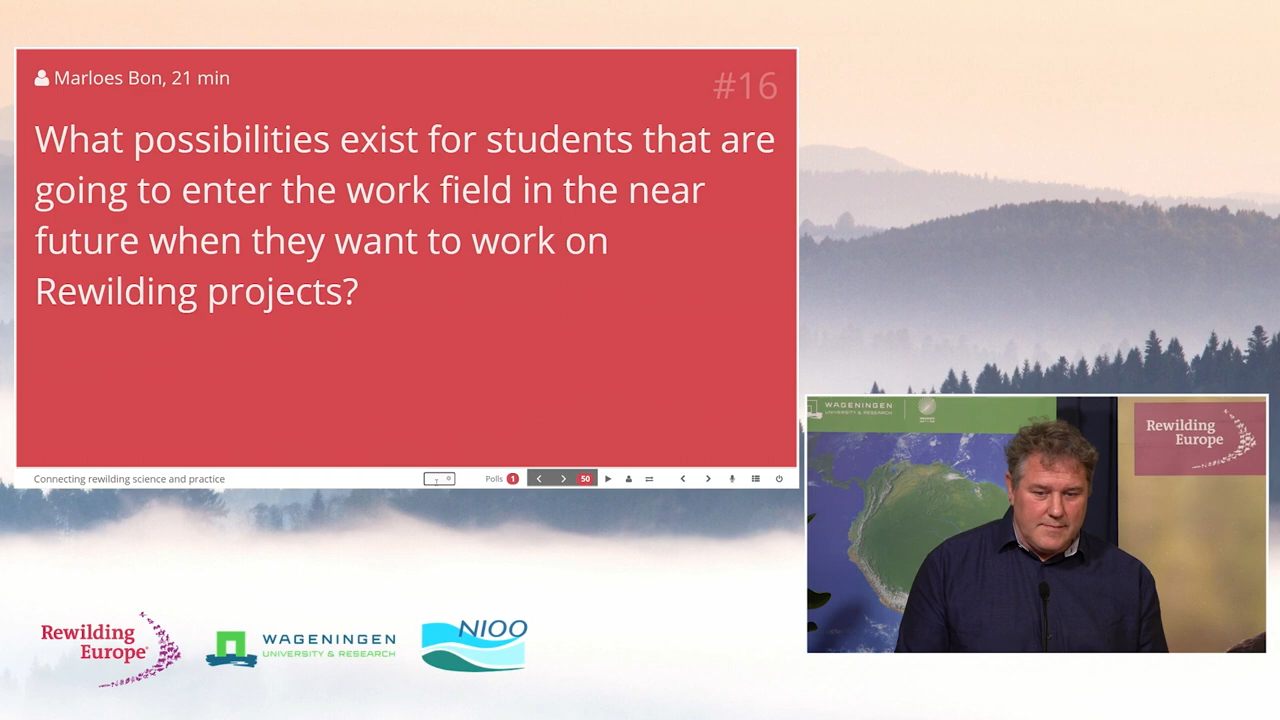 Marloes Bon, 21 min
#16
What possibilities exist for students that are
going to enter the work field in the near
future when they want to work on
Rewilding projects?
Connecting rewilding science and practice
Polls 1
50
WAGENINGEN
UNIVERSITY & RESEARCH
Rewilding
Europe
Rewilding
Europe
WAGENINGEN
UNIVERSITY & RESEARCH
NIOO